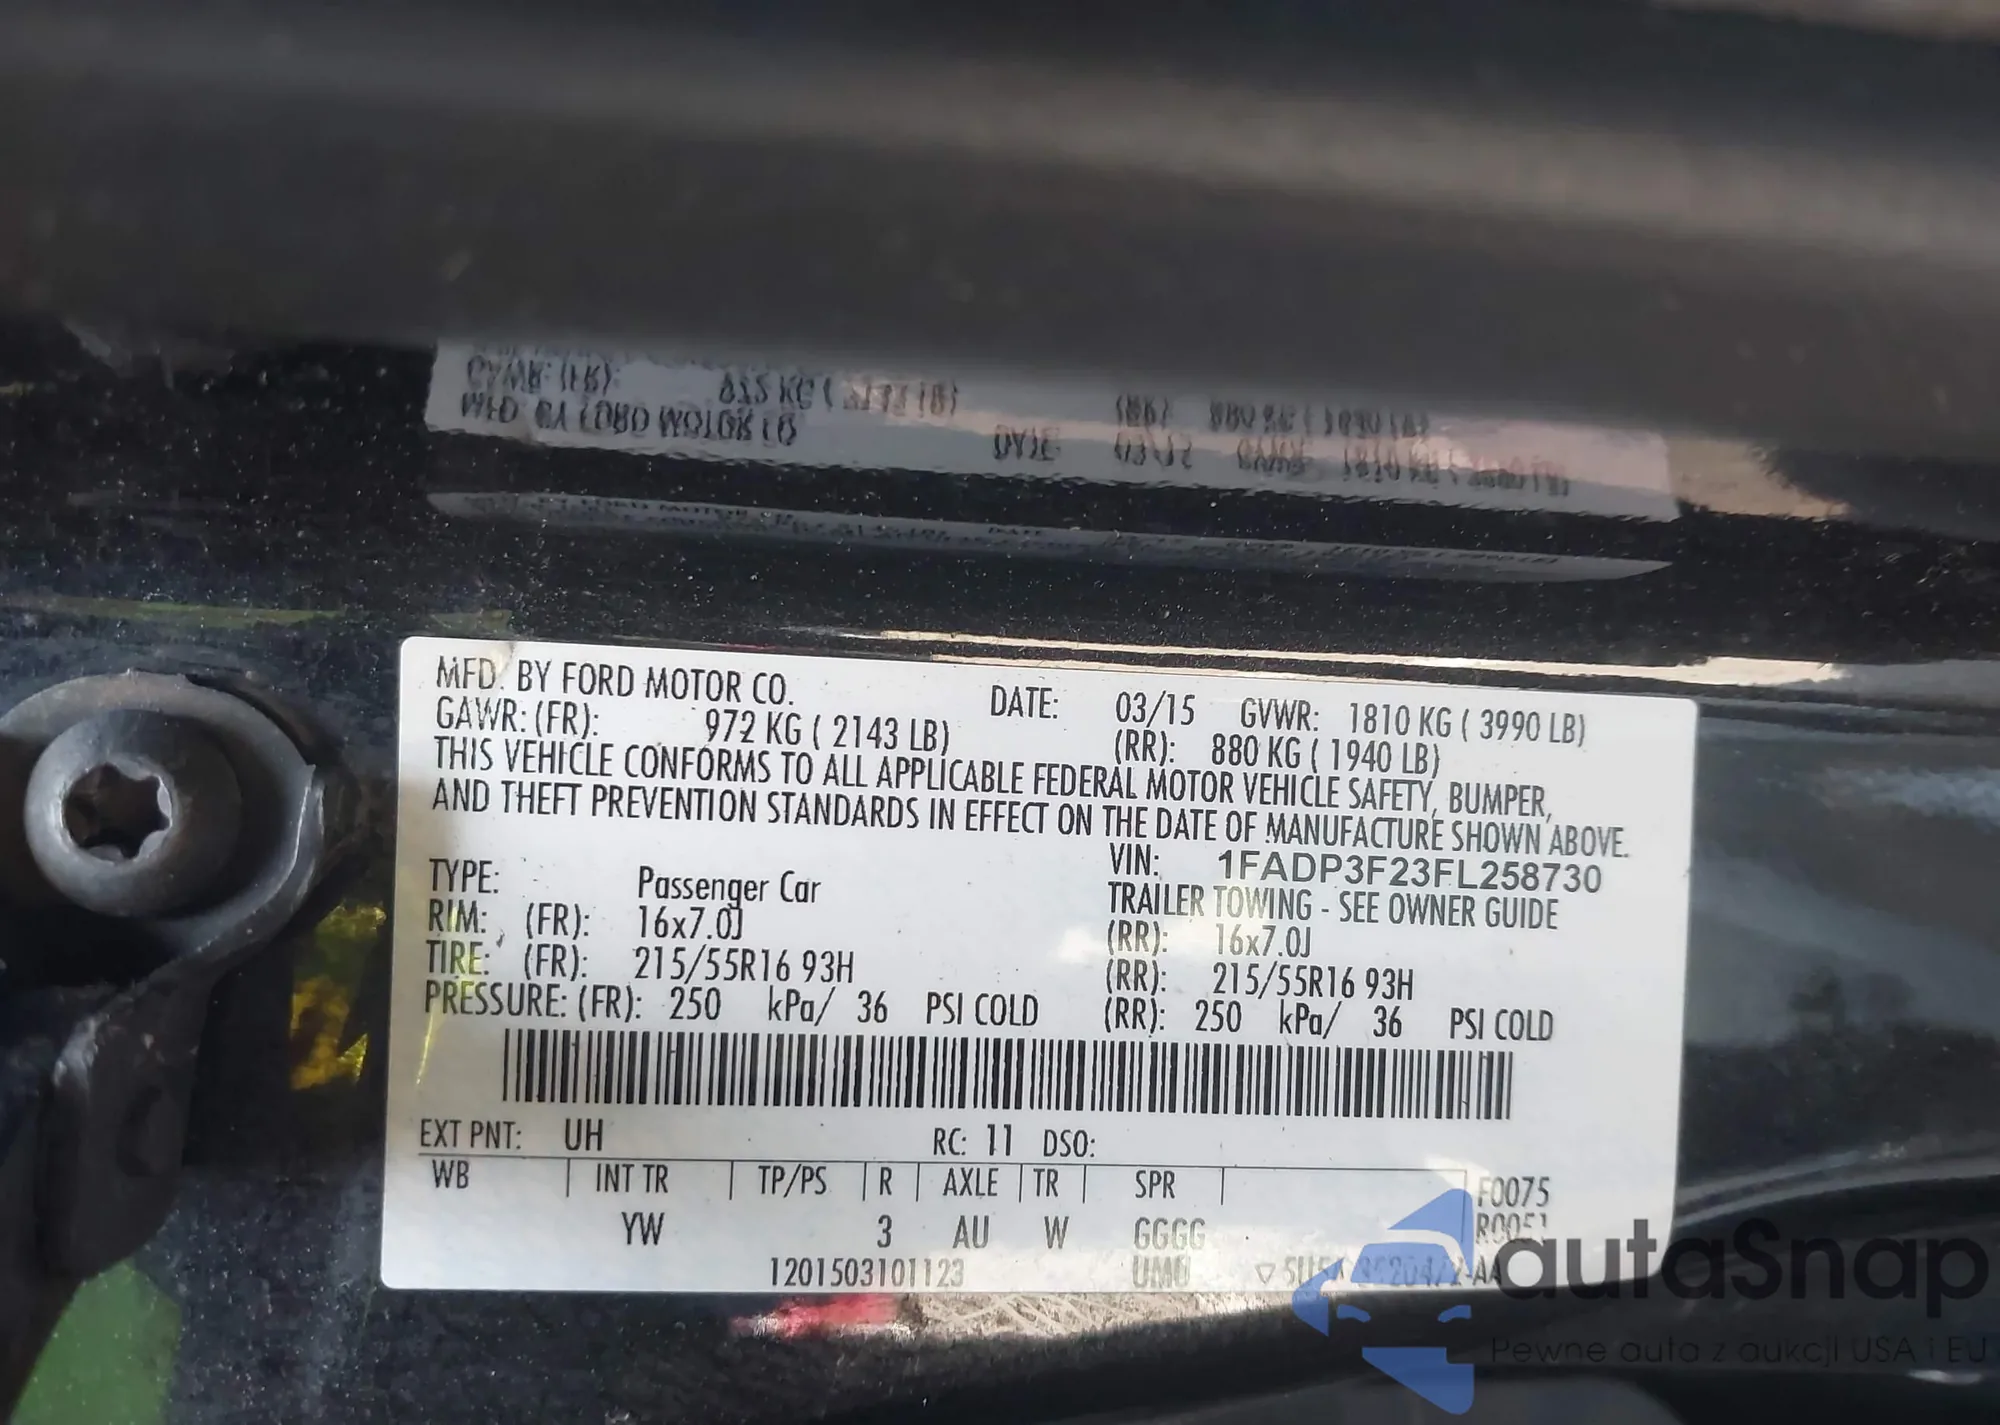 MFD. BY FORD MOTOR CO. DATE: 03/15 GVWR: 1810 KG ( 3990 LB)
GAWR: (FR): 972 KG ( 2143 LB) (RR): 880 KG ( 1940 LB)
THIS VEHICLE CONFORMS TO ALL APPLICABLE FEDERAL MOTOR VEHICLE SAFETY, BUMPER,
AND THEFT PREVENTION STANDARDS IN EFFECT ON THE DATE OF MANUFACTURE SHOWN ABOVE.
VIN: 1FADP3F23FL258730
TYPE: Passenger Car TRAILER TOWING - SEE OWNER GUIDE
RIM: (FR): 16x7.0J (RR): 16x7.0J
TIRE: (FR): 215/55R16 93H (RR): 215/55R16 93H
PRESSURE: (FR): 250 kPa/ 36 PSI COLD (RR): 250 kPa/ 36 PSI COLD
EXT PNT: UH RC: 11 DSO:
WB INT TR TP/PS R AXLE TR SPR F0075
YW 3 AU W GGGG R0051
1201503101123 UM0
autaSnap
Pewne auta z aukcji USA i EU